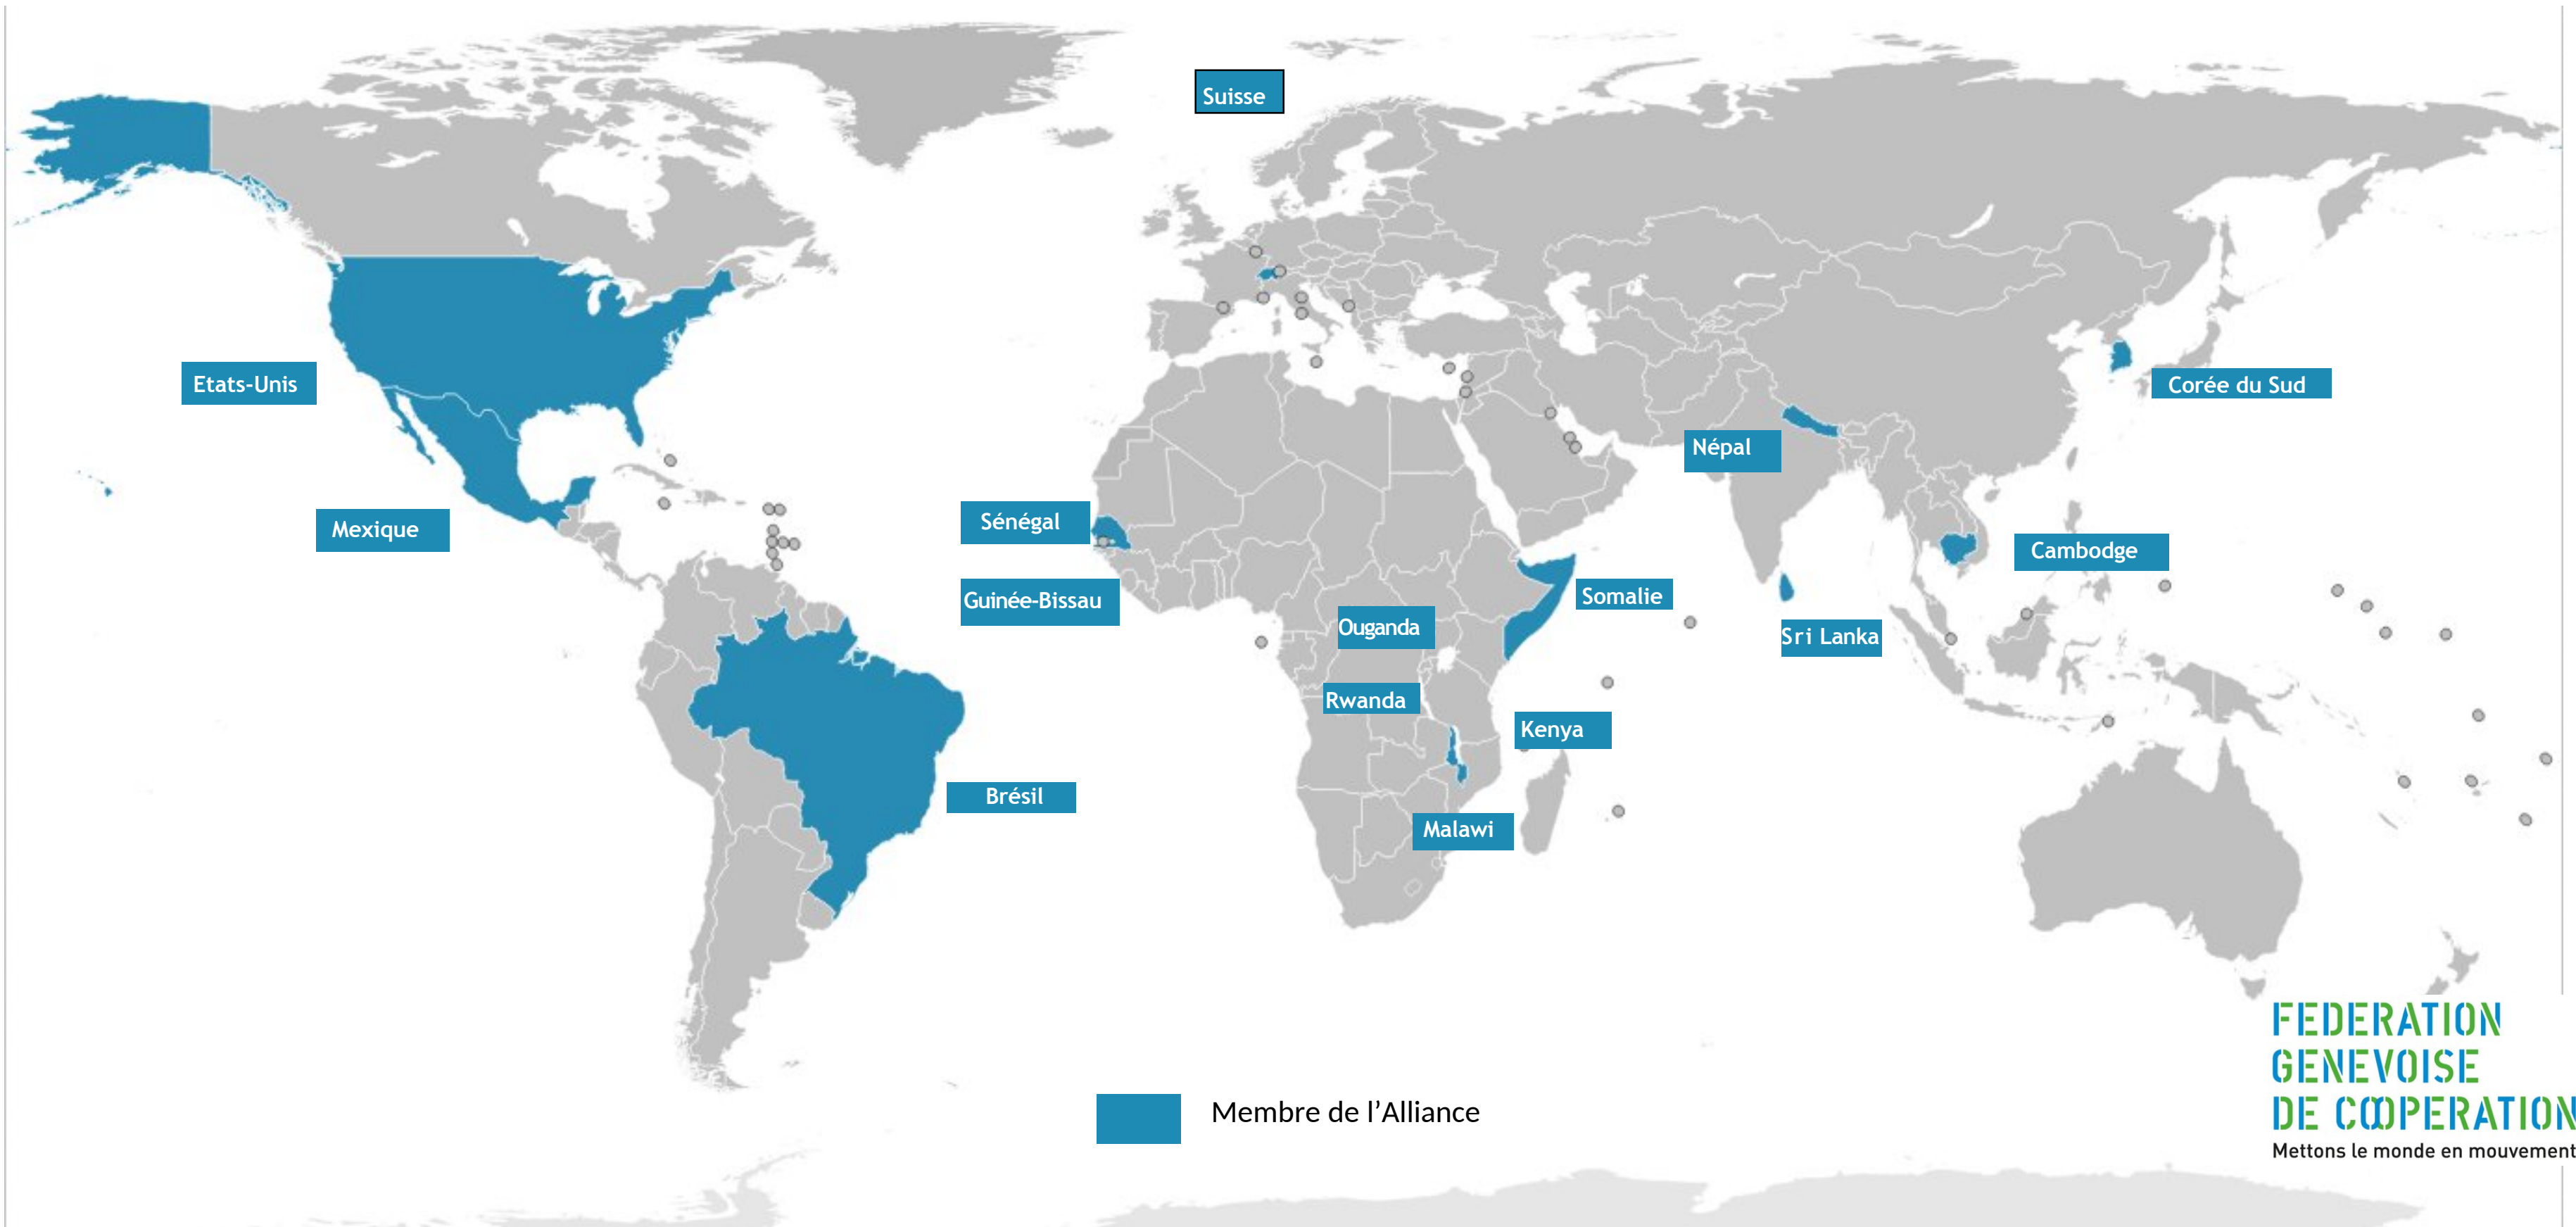 Suisse
Etats-Unis
Corée du Sud
Népal
Mexique
Sénégal
Cambodge
Guinée-Bissau
Somalie
Ouganda
Sri Lanka
Rwanda
Kenya
Brésil
Malawi
FEDERATION
GENEVOISE
DE COOPERATION
Mettons le monde en mouvement
Membre de l’Alliance